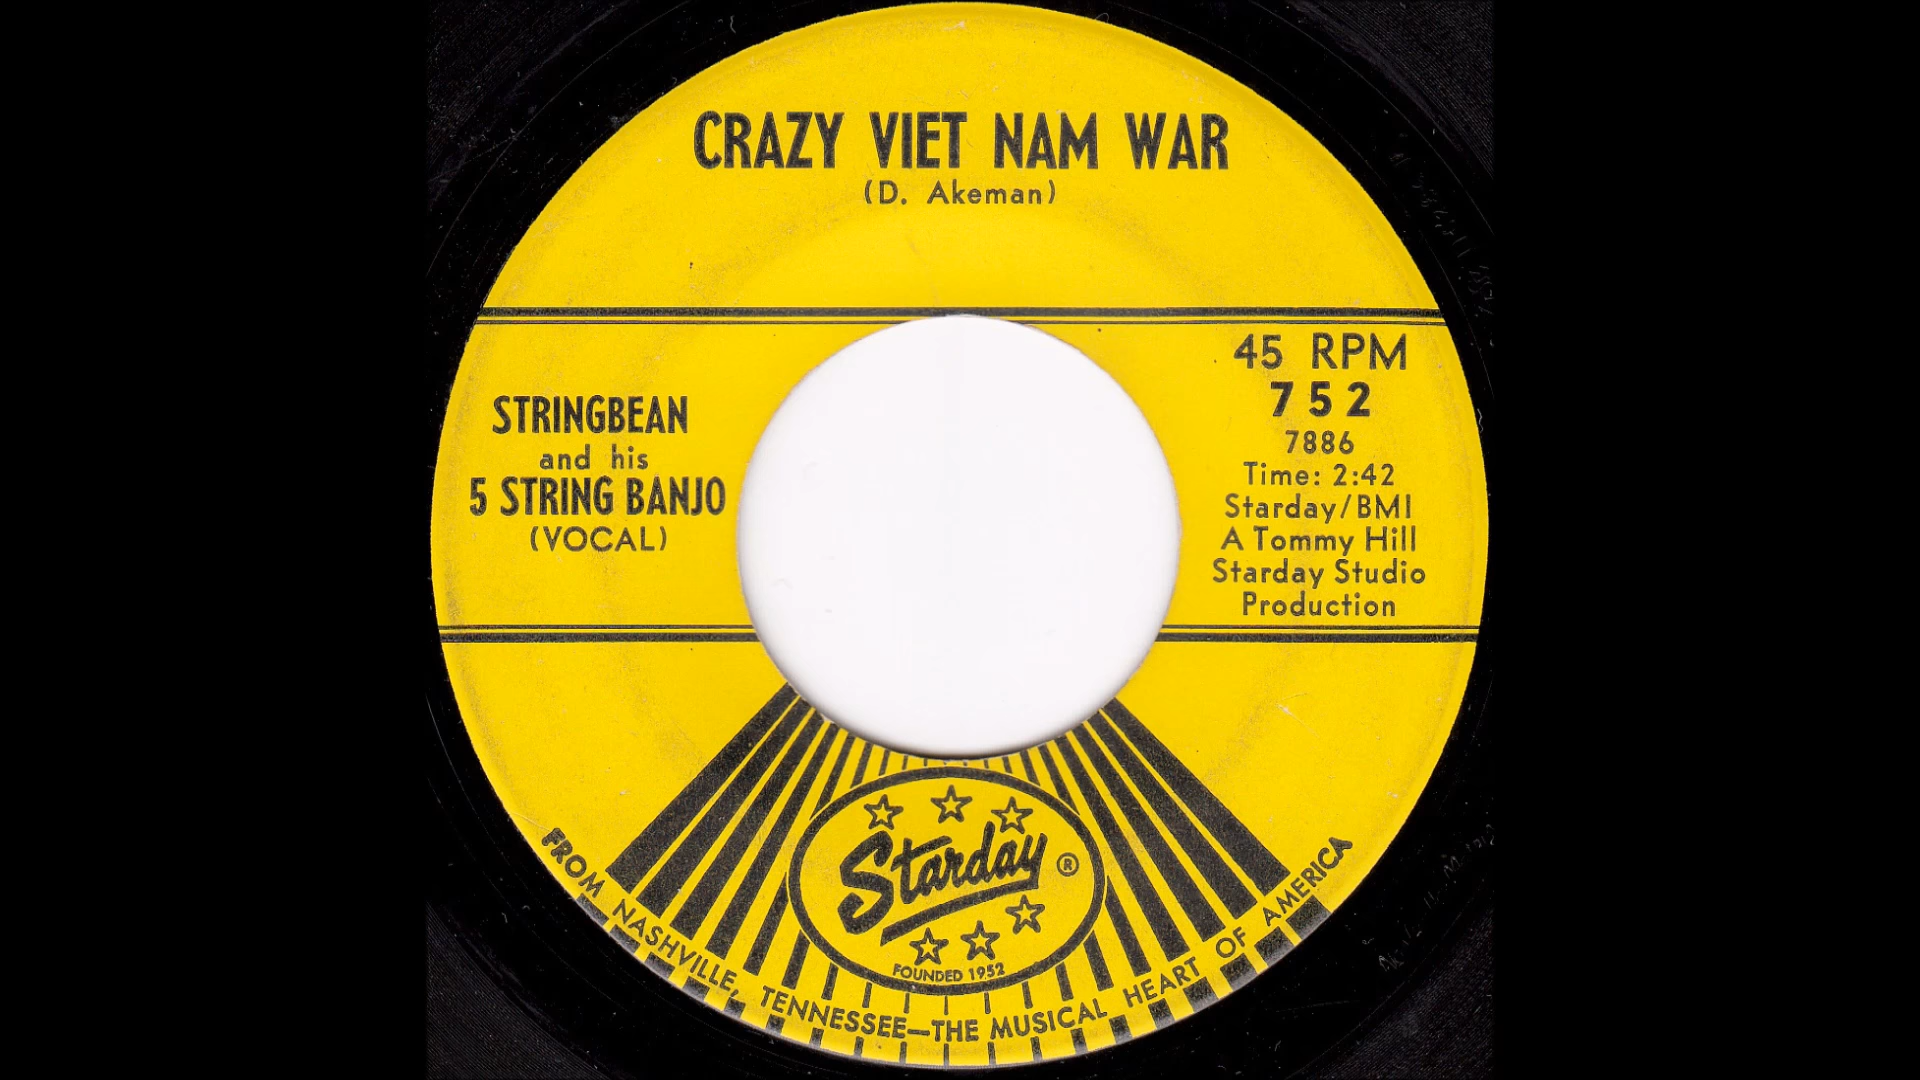 CRAZY VIET NAM WAR
(D. Akeman)
STRINGBEAN
and his
5 STRING BANJO
(VOCAL)
45 RPM
752
7886
Time: 2:42
Starday/BMI
A Tommy Hill
Starday Studio
Production
Starday ®
FOUNDED 1952
FROM NASHVILLE, TENNESSEE—THE MUSICAL HEART OF AMERICA